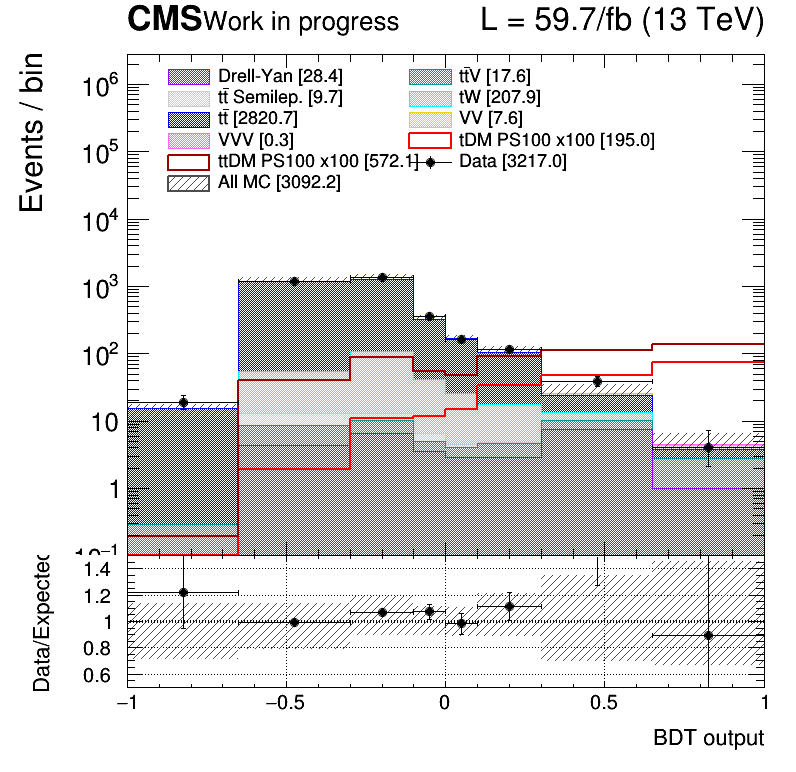 CMS Work in progress L = 59.7/fb (13 TeV)
Events / bin
10⁶
10⁵
10⁴
10³
10²
10
1
10⁻¹
Drell-Yan [28.4]
tt̄V [17.6]
tt̄ Semilep. [9.7]
tW [207.9]
tt̄ [2820.7]
VV [7.6]
VVV [0.3]
tDM PS100 x100 [195.0]
ttDM PS100 x100 [572.1]
Data [3217.0]
All MC [3092.2]
Data/Expected
1.4
1.2
1
0.8
0.6
−1 −0.5 0 0.5 1
BDT output